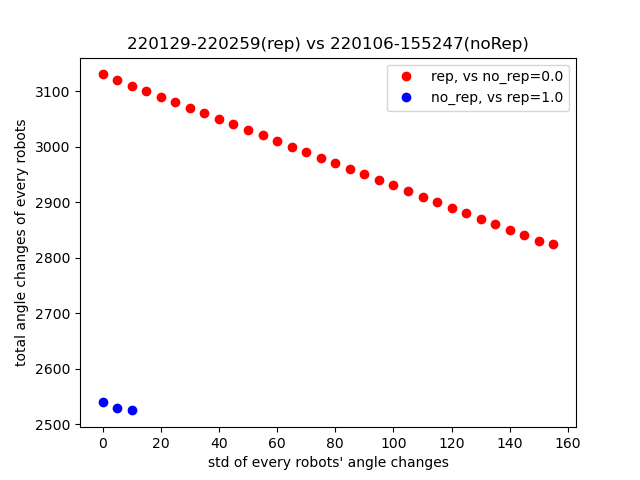 220129-220259(rep) vs 220106-155247(noRep)
rep, vs no_rep=0.0
no_rep, vs rep=1.0
total angle changes of every robots
3100
3000
2900
2800
2700
2600
2500
0 20 40 60 80 100 120 140 160
std of every robots' angle changes